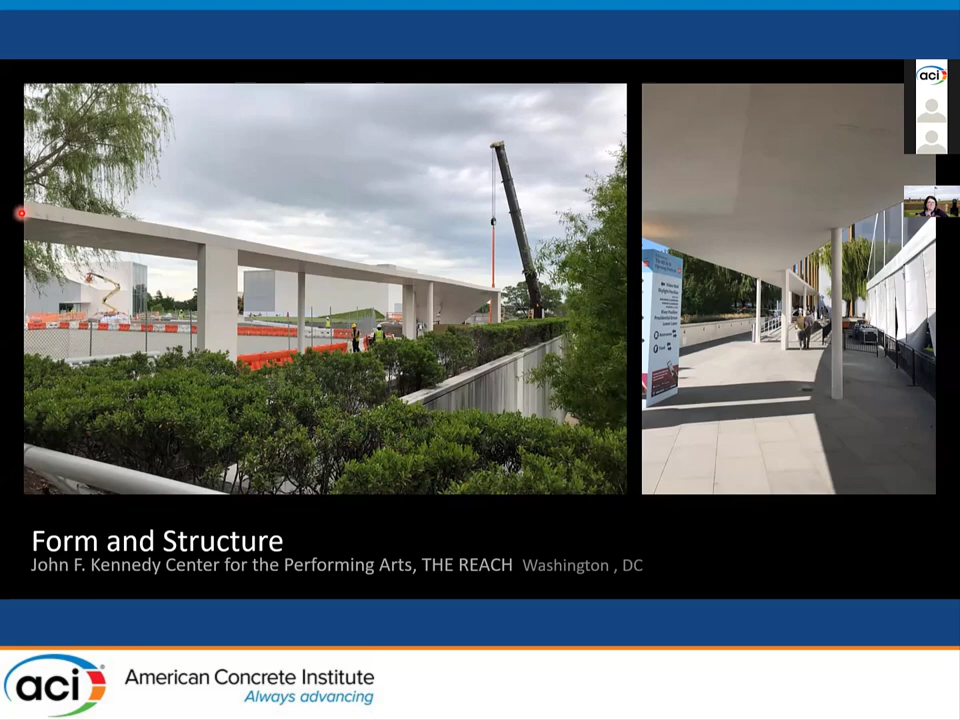 aci
Form and Structure
John F. Kennedy Center for the Performing Arts, THE REACH Washington , DC
aci
American Concrete Institute
Always advancing